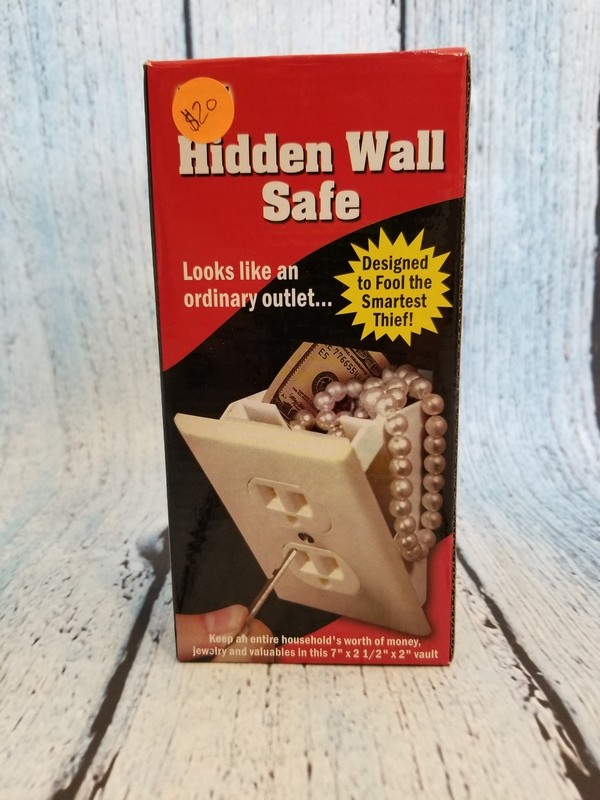 $20
Hidden Wall
Safe
Looks like an
ordinary outlet...
Designed
to Fool the
Smartest
Thief!
Keep an entire household's worth of money,
jewelry and valuables in this 7" x 2 1/2" x 2" vault